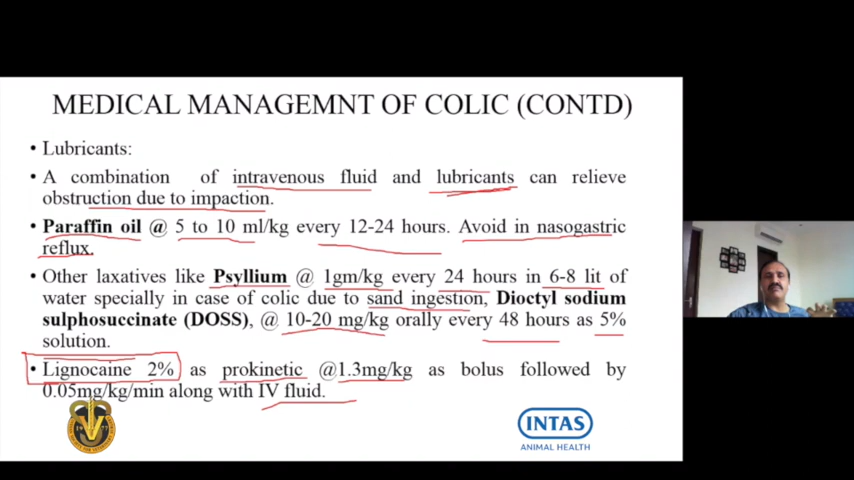 MEDICAL MANAGEMNT OF COLIC (CONTD)
• Lubricants:
• A combination of intravenous fluid and lubricants can relieve
obstruction due to impaction.
• Paraffin oil @ 5 to 10 ml/kg every 12-24 hours. Avoid in nasogastric
reflux.
• Other laxatives like Psyllium @ 1gm/kg every 24 hours in 6-8 lit of
water specially in case of colic due to sand ingestion, Dioctyl sodium
sulphosuccinate (DOSS), @ 10-20 mg/kg orally every 48 hours as 5%
solution.
• Lignocaine 2% as prokinetic @1.3mg/kg as bolus followed by
0.05mg/kg/min along with IV fluid.
INTAS
ANIMAL HEALTH